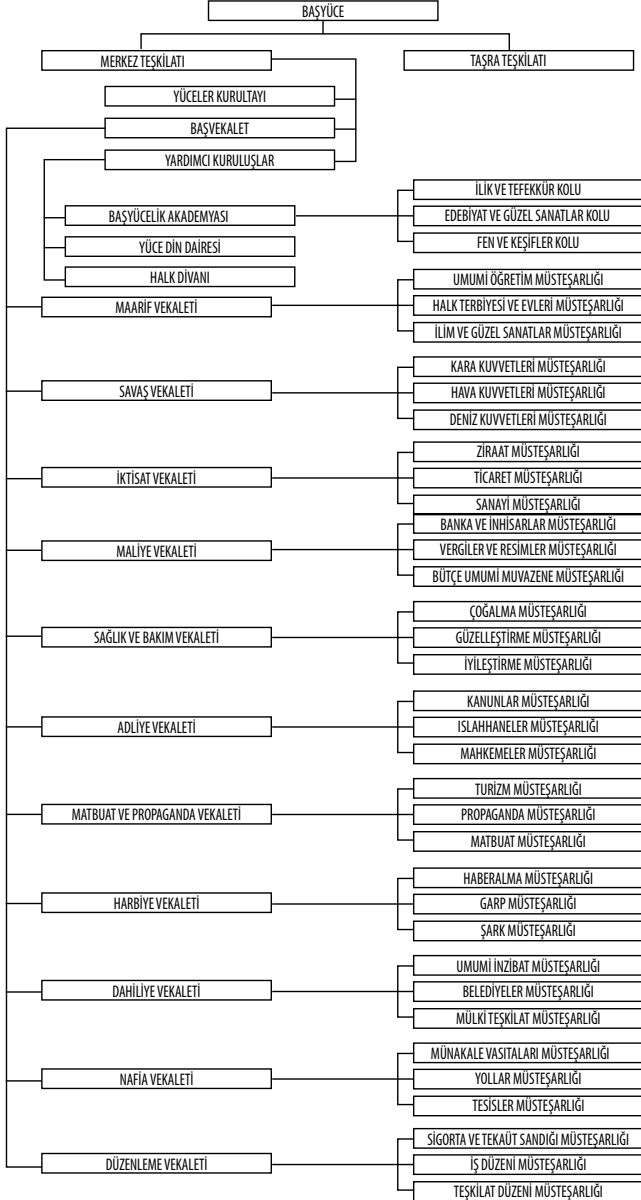 BAŞYÜCE
MERKEZ TEŞKİLATI
TAŞRA TEŞKİLATI
YÜCELER KURULTAYI
BAŞVEKALET
YARDIMCI KURULUŞLAR
BAŞYÜCELİK AKADEMYASI
İLİK VE TEFEKKÜR KOLU
EDEBİYAT VE GÜZEL SANATLAR KOLU
FEN VE KEŞİFLER KOLU
YÜCE DİN DAİRESİ
HALK DİVANI
MAARİF VEKALETİ
UMUMİ ÖĞRETİM MÜSTEŞARLIĞI
HALK TERBİYESİ VE EVLERİ MÜSTEŞARLIĞI
İLİM VE GÜZEL SANATLAR MÜSTEŞARLIĞI
SAVAŞ VEKALETİ
KARA KUVVETLERİ MÜSTEŞARLIĞI
HAVA KUVVETLERİ MÜSTEŞARLIĞI
DENİZ KUVVETLERİ MÜSTEŞARLIĞI
İKTİSAT VEKALETİ
ZİRAAT MÜSTEŞARLIĞI
TİCARET MÜSTEŞARLIĞI
SANAYİ MÜSTEŞARLIĞI
MALİYE VEKALETİ
BANKA VE İNHİSARLAR MÜSTEŞARLIĞI
VERGİLER VE RESİMLER MÜSTEŞARLIĞI
BÜTÇE UMUMİ MUVAZENE MÜSTEŞARLIĞI
SAĞLIK VE BAKIM VEKALETİ
ÇOĞALMA MÜSTEŞARLIĞI
GÜZELLEŞTİRME MÜSTEŞARLIĞI
İYİLEŞTİRME MÜSTEŞARLIĞI
ADLİYE VEKALETİ
KANUNLAR MÜSTEŞARLIĞI
ISLAHHANELER MÜSTEŞARLIĞI
MAHKEMELER MÜSTEŞARLIĞI
MATBUAT VE PROPAGANDA VEKALETİ
TURİZM MÜSTEŞARLIĞI
PROPAGANDA MÜSTEŞARLIĞI
MATBUAT MÜSTEŞARLIĞI
HARBİYE VEKALETİ
HABERALMA MÜSTEŞARLIĞI
GARP MÜSTEŞARLIĞI
ŞARK MÜSTEŞARLIĞI
DAHİLİYE VEKALETİ
UMUMİ İNZİBAT MÜSTEŞARLIĞI
BELEDİYELER MÜSTEŞARLIĞI
MÜLKİ TEŞKİLAT MÜSTEŞARLIĞI
NAFİA VEKALETİ
MÜNAKALE VASITALARI MÜSTEŞARLIĞI
YOLLAR MÜSTEŞARLIĞI
TESİSLER MÜSTEŞARLIĞI
DÜZENLEME VEKALETİ
SİGORTA VE TEKAÜT SANDIĞI MÜSTEŞARLIĞI
İŞ DÜZENİ MÜSTEŞARLIĞI
TEŞKİLAT DÜZENİ MÜSTEŞARLIĞI